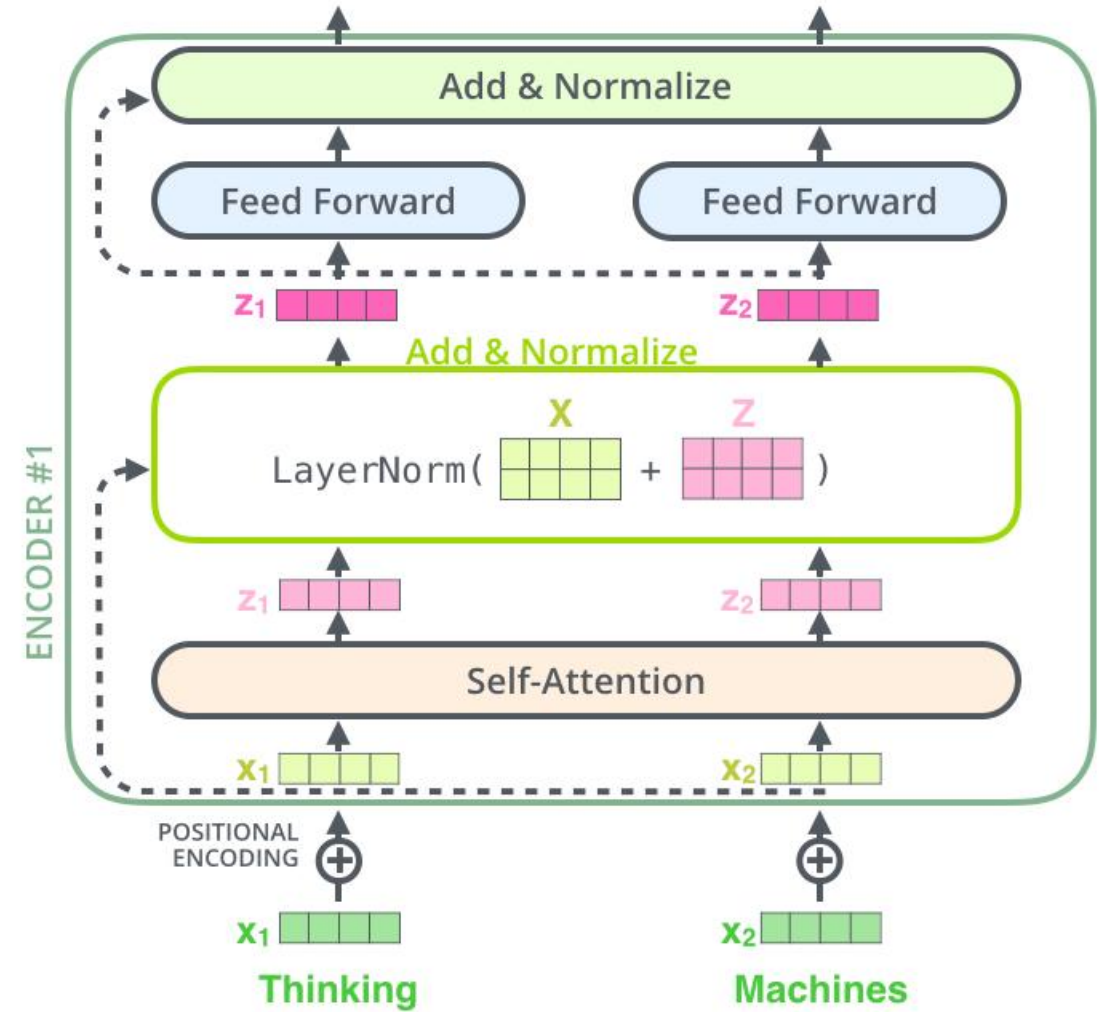 Add & Normalize
Feed Forward
Feed Forward
z1
z2
Add & Normalize
X
Z
LayerNorm( + )
ENCODER #1
z1
z2
Self-Attention
x1
x2
POSITIONAL
ENCODING
x1
x2
Thinking
Machines